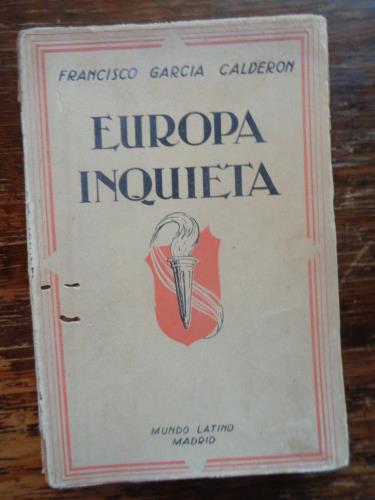 FRANCISCO GARCIA CALDERON
EUROPA
INQUIETA
MUNDO LATINO
MADRID